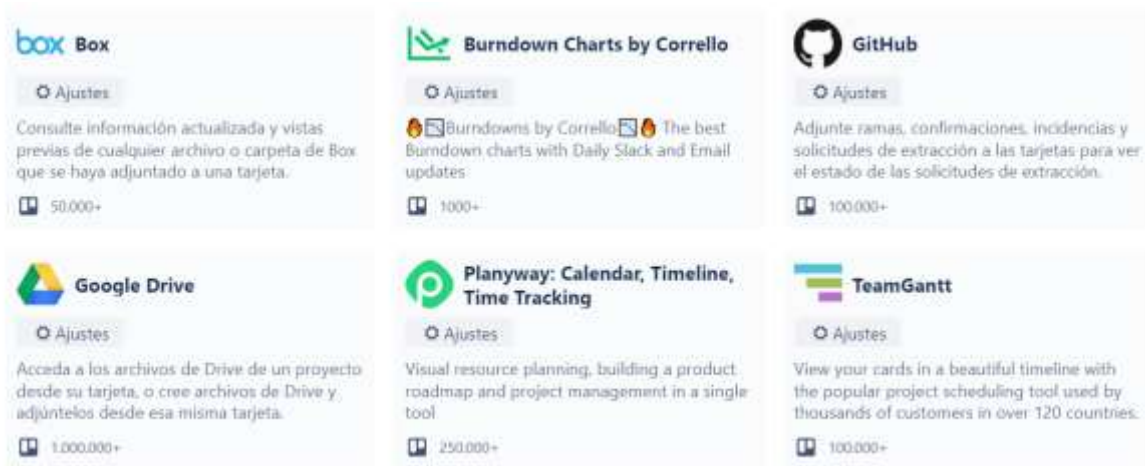 box Box
Ajustes
Consulte información actualizada y vistas
previas de cualquier archivo o carpeta de Box
que se haya adjuntado a una tarjeta.
50.000+
Burndown Charts by Corrello
Ajustes
🔥📉Burndowns by Corrello📉🔥 The best
Burndown charts with Daily Slack and Email
updates
1000+
GitHub
Ajustes
Adjunte ramas, confirmaciones, incidencias y
solicitudes de extracción a las tarjetas para ver
el estado de las solicitudes de extracción.
100.000+
Google Drive
Ajustes
Acceda a los archivos de Drive de un proyecto
desde su tarjeta, o cree archivos de Drive y
adjúntelos desde esa misma tarjeta.
1.000.000+
Planyway: Calendar, Timeline,
Time Tracking
Ajustes
Visual resource planning, building a product
roadmap and project management in a single
tool
250.000+
TeamGantt
Ajustes
View your cards in a beautiful timeline with
the popular project scheduling tool used by
thousands of customers in over 120 countries.
100.000+